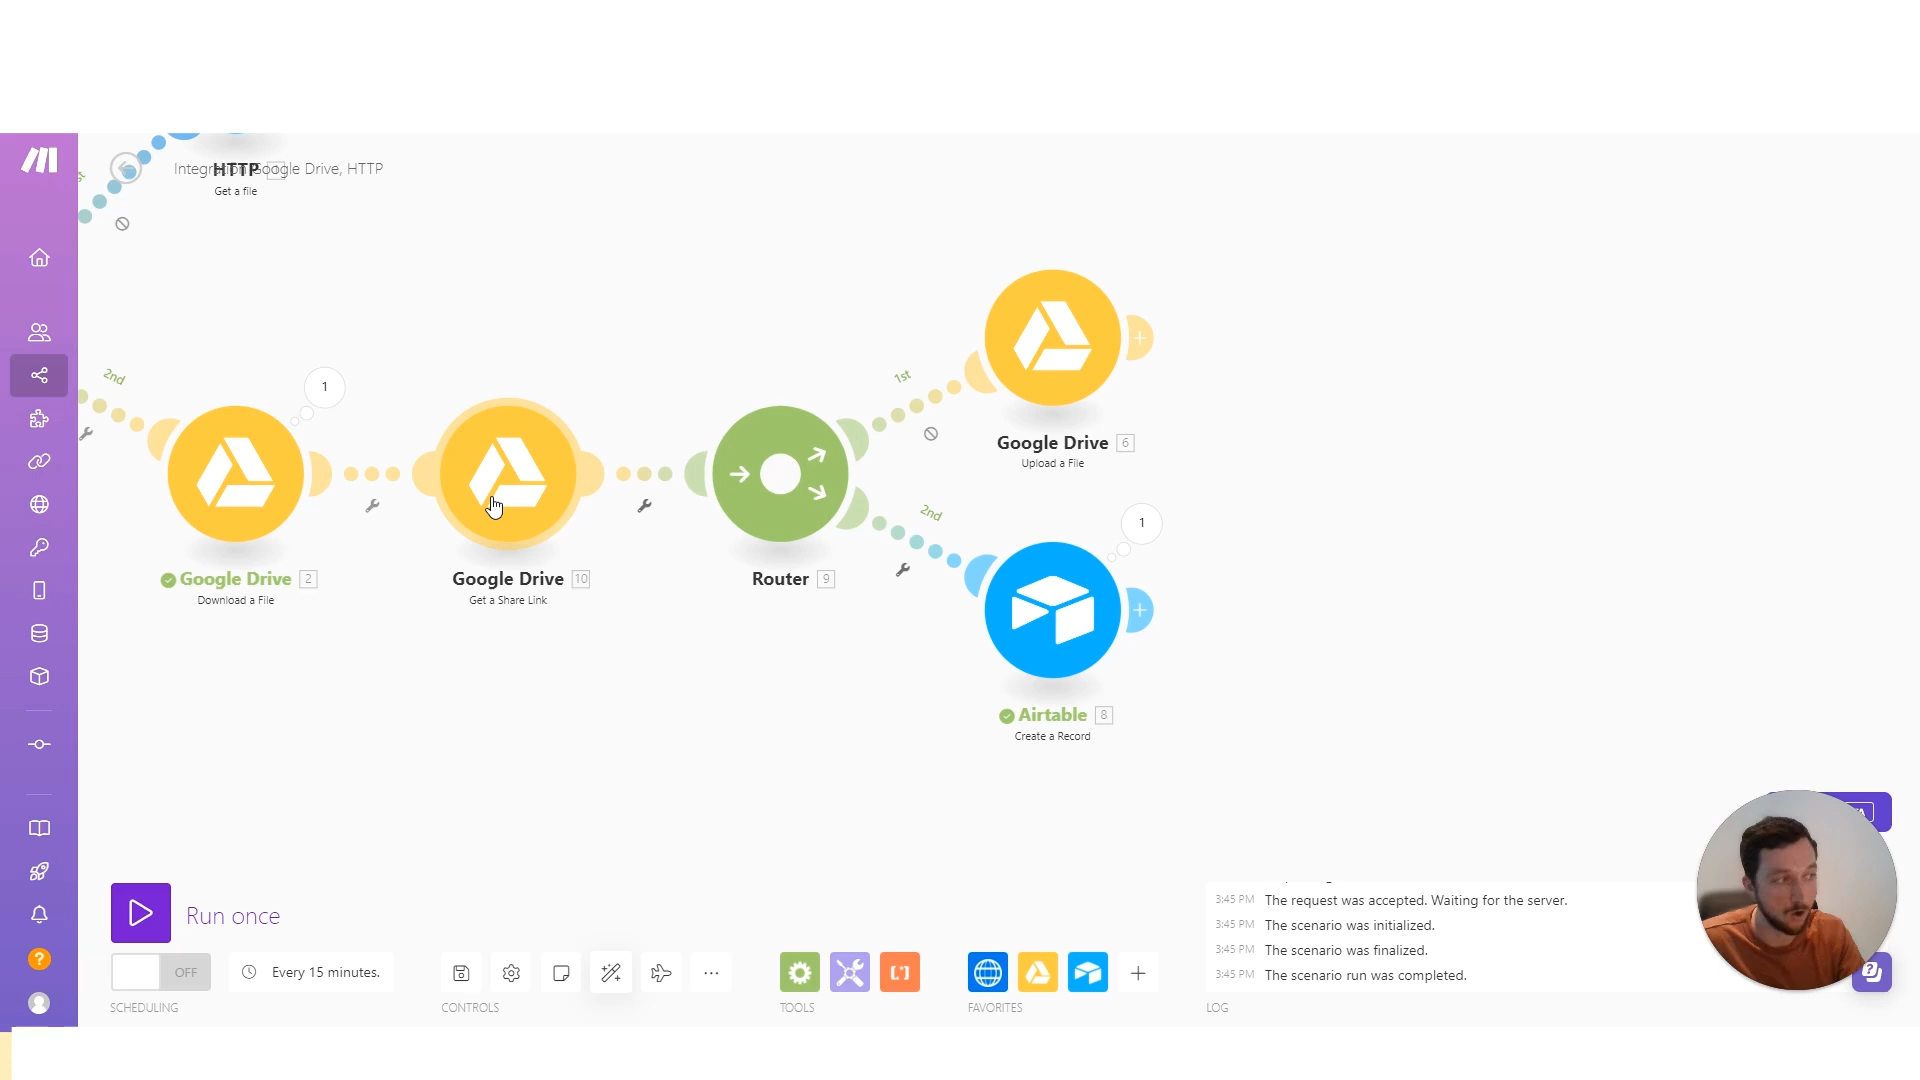 Integration Google Drive, HTTP
HTTP
Get a file
2nd
1
Google Drive 2
Download a File
Google Drive 10
Get a Share Link
Router 9
1st
Google Drive 6
Upload a File
2nd
1
Airtable 8
Create a Record
Run once
OFF
Every 15 minutes.
SCHEDULING
CONTROLS
TOOLS
FAVORITES
3:45 PM The request was accepted. Waiting for the server.
3:45 PM The scenario was initialized.
3:45 PM The scenario was finalized.
3:45 PM The scenario run was completed.
LOG